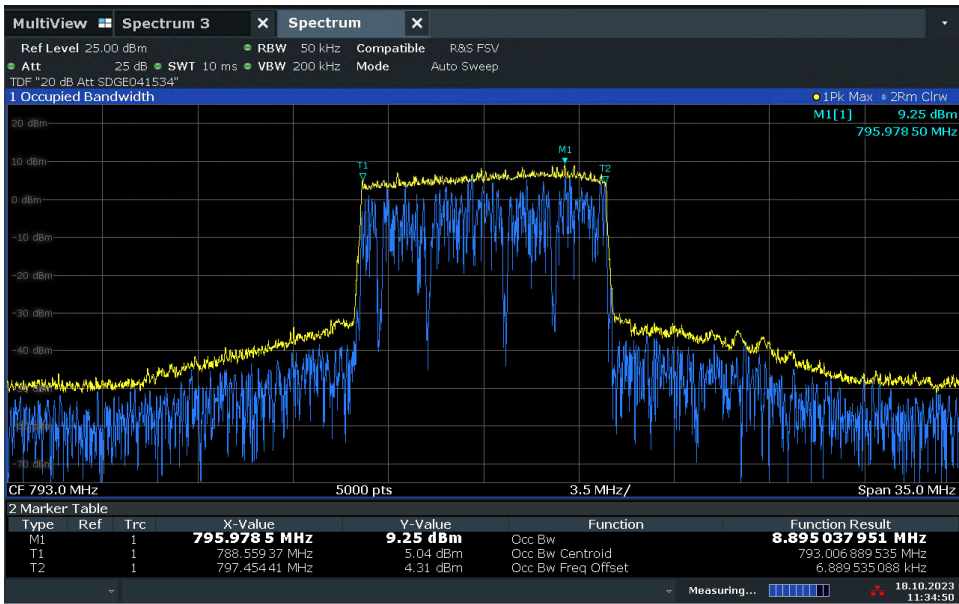 MultiView Spectrum 3 X Spectrum X
Ref Level 25.00 dBm RBW 50 kHz Compatible R&S FSV
Att 25 dB SWT 10 ms VBW 200 kHz Mode Auto Sweep
TDF "20 dB Att SDGE041534"
1 Occupied Bandwidth 1Pk Max 2Rm Clrw
M1[1] 9.25 dBm
795.978 50 MHz
20 dBm
10 dBm
M1
T1
T2
0 dBm
-10 dBm
-20 dBm
-30 dBm
-40 dBm
-70 dBm
CF 793.0 MHz 5000 pts 3.5 MHz/ Span 35.0 MHz
2 Marker Table
Type Ref Trc X-Value Y-Value Function Function Result
M1 1 795.978 5 MHz 9.25 dBm Occ Bw 8.895 037 951 MHz
T1 1 788.559 37 MHz 5.04 dBm Occ Bw Centroid 793.006 889 535 MHz
T2 1 797.454 41 MHz 4.31 dBm Occ Bw Freq Offset 6.889 535 088 kHz
Measuring... 18.10.2023
11:34:50